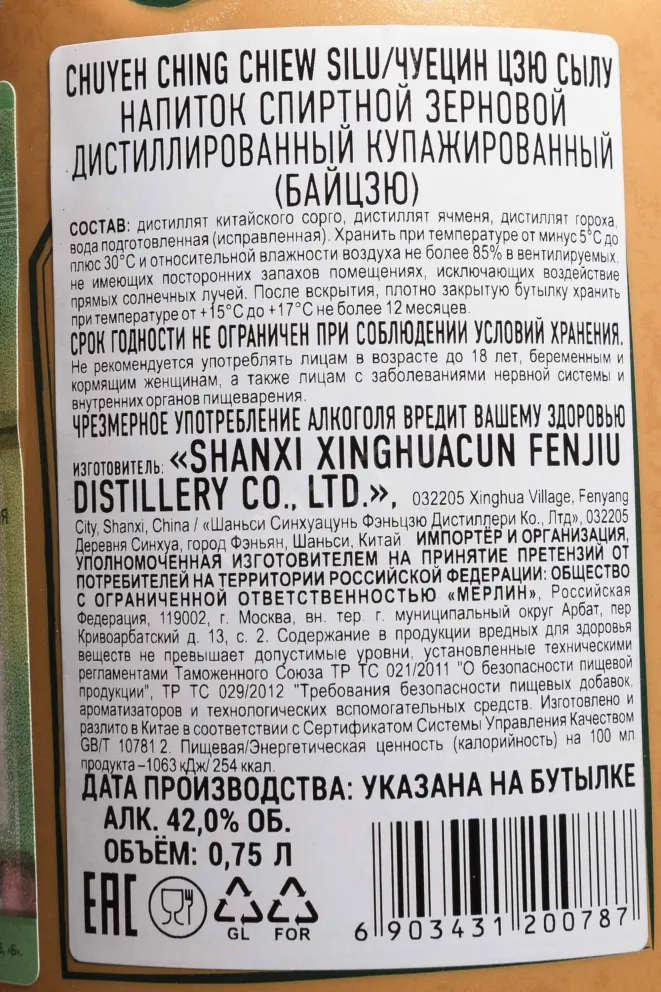 CHUYEH CHING CHIEW SILU/ЧУЕЦИН ЦЗЮ СЫЛУ
НАПИТОК СПИРТНОЙ ЗЕРНОВОЙ
ДИСТИЛЛИРОВАННЫЙ КУПАЖИРОВАННЫЙ
(БАЙЦЗЮ)
СОСТАВ: дистиллят китайского сорго, дистиллят ячменя, дистиллят гороха,
вода подготовленная (исправленная). Хранить при температуре от минус 5°С до
плюс 30°С и относительной влажности воздуха не более 85% в вентилируемых,
не имеющих посторонних запахов помещениях, исключающих воздействие
прямых солнечных лучей. После вскрытия, плотно закрытую бутылку хранить
при температуре от +15°С до +17°С не более 12 месяцев.
СРОК ГОДНОСТИ НЕ ОГРАНИЧЕН ПРИ СОБЛЮДЕНИИ УСЛОВИЙ ХРАНЕНИЯ.
Не рекомендуется употреблять лицам в возрасте до 18 лет, беременным и
кормящим женщинам, а также лицам с заболеваниями нервной системы и
внутренних органов пищеварения.
ЧРЕЗМЕРНОЕ УПОТРЕБЛЕНИЕ АЛКОГОЛЯ ВРЕДИТ ВАШЕМУ ЗДОРОВЬЮ
ИЗГОТОВИТЕЛЬ: «SHANXI XINGHUACUN FENJIU
DISTILLERY CO., LTD.», 032205 Xinghua Village, Fenyang
City, Shanxi, China / «Шаньси Синхуацунь Фэньцзю Дистиллери Ко., Лтд», 032205
Деревня Синхуа, город Фэньян, Шаньси, Китай ИМПОРТЁР И ОРГАНИЗАЦИЯ,
УПОЛНОМОЧЕННАЯ ИЗГОТОВИТЕЛЕМ НА ПРИНЯТИЕ ПРЕТЕНЗИЙ ОТ
ПОТРЕБИТЕЛЕЙ НА ТЕРРИТОРИИ РОССИЙСКОЙ ФЕДЕРАЦИИ: ОБЩЕСТВО
С ОГРАНИЧЕННОЙ ОТВЕТСТВЕННОСТЬЮ «МЕРЛИН», Российская
Федерация, 119002, г. Москва, вн. тер. г. муниципальный округ Арбат, пер
Кривоарбатский д. 13, с. 2. Содержание в продукции вредных для здоровья
веществ не превышает допустимые уровни, установленные техническими
регламентами Таможенного Союза ТР ТС 021/2011 "О безопасности пищевой
продукции", ТР ТС 029/2012 "Требования безопасности пищевых добавок,
ароматизаторов и технологических вспомогательных средств. Изготовлено и
разлито в Китае в соответствии с Сертификатом Системы Управления Качеством
GB/T 10781 2. Пищевая/Энергетическая ценность (калорийность) на 100 мл
продукта –1063 кДж/ 254 ккал.
ДАТА ПРОИЗВОДСТВА: УКАЗАНА НА БУТЫЛКЕ
АЛК. 42,0% ОБ.
ОБЪЁМ: 0,75 Л
EAC
GL FOR
6 903431 200787